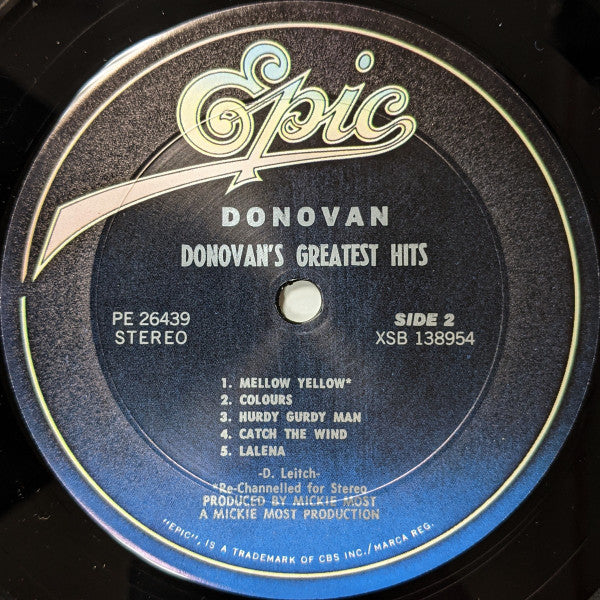 Epic
DONOVAN
DONOVAN'S GREATEST HITS
PE 26439
STEREO
SIDE 2
XSB 138954
1. MELLOW YELLOW*
2. COLOURS
3. HURDY GURDY MAN
4. CATCH THE WIND
5. LALENA
-D. Leitch-
*Re-Channelled for Stereo
PRODUCED BY MICKIE MOST
A MICKIE MOST PRODUCTION
"EPIC", IS A TRADEMARK OF CBS INC./MARCA REG.